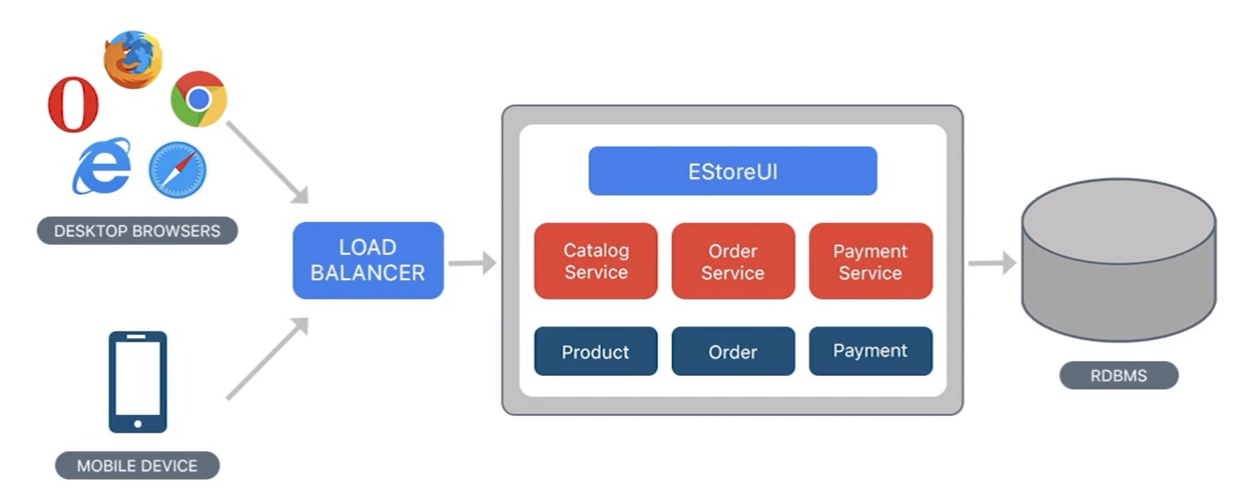 DESKTOP BROWSERS
MOBILE DEVICE
LOAD
BALANCER
EStoreUI
Catalog
Service
Order
Service
Payment
Service
Product
Order
Payment
RDBMS